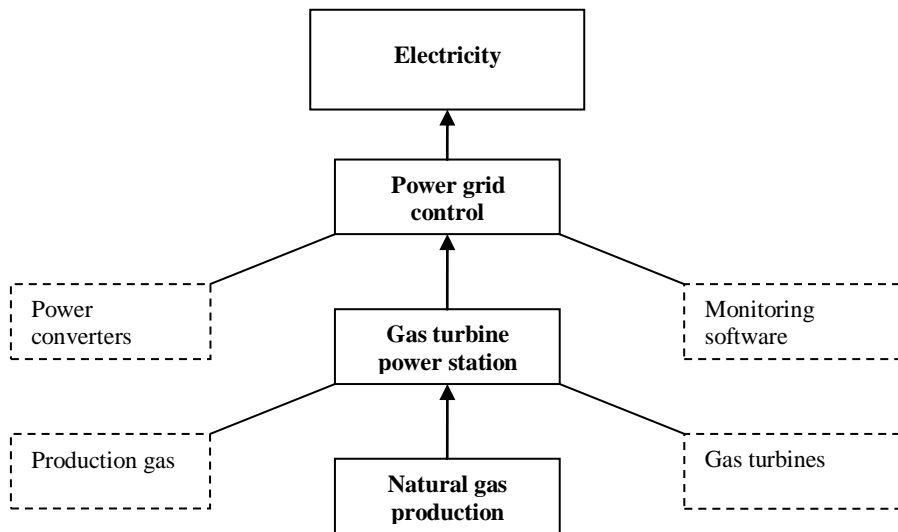 Electricity
Power grid
control
Power
converters
Monitoring
software
Gas turbine
power station
Production gas
Gas turbines
Natural gas
production